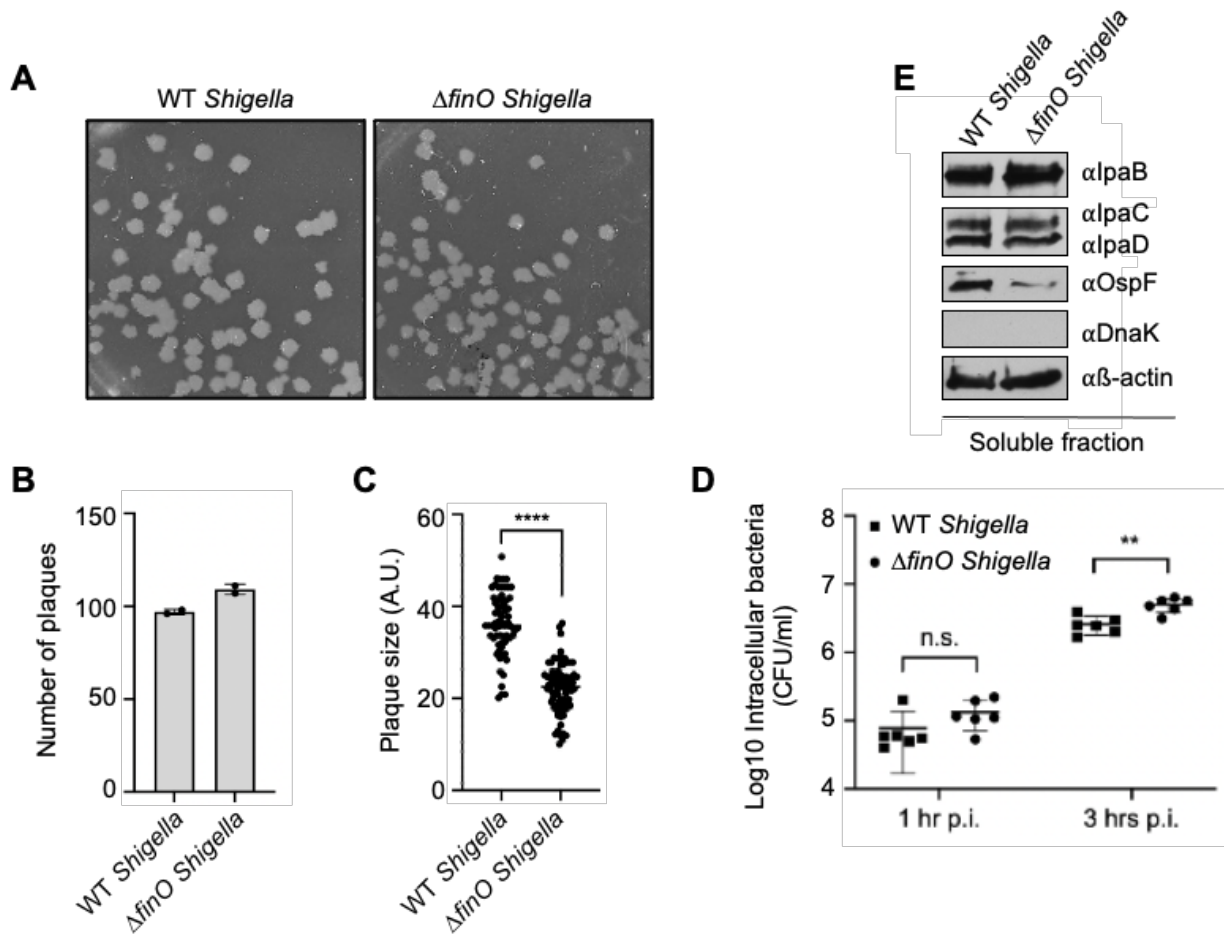 A
WT Shigella
ΔfinO Shigella
E
WT Shigella
ΔfinO Shigella
αIpaB
αIpaC
αIpaD
αOspF
αDnaK
αß-actin
Soluble fraction
B
150
100
50
0
Number of plaques
WT Shigella
ΔfinO Shigella
C
60
40
20
0
Plaque size (A.U.)
****
WT Shigella
ΔfinO Shigella
D
8
7
6
5
4
Log10 Intracellular bacteria
(CFU/ml)
WT Shigella
ΔfinO Shigella
n.s.
**
1 hr p.i.
3 hrs p.i.